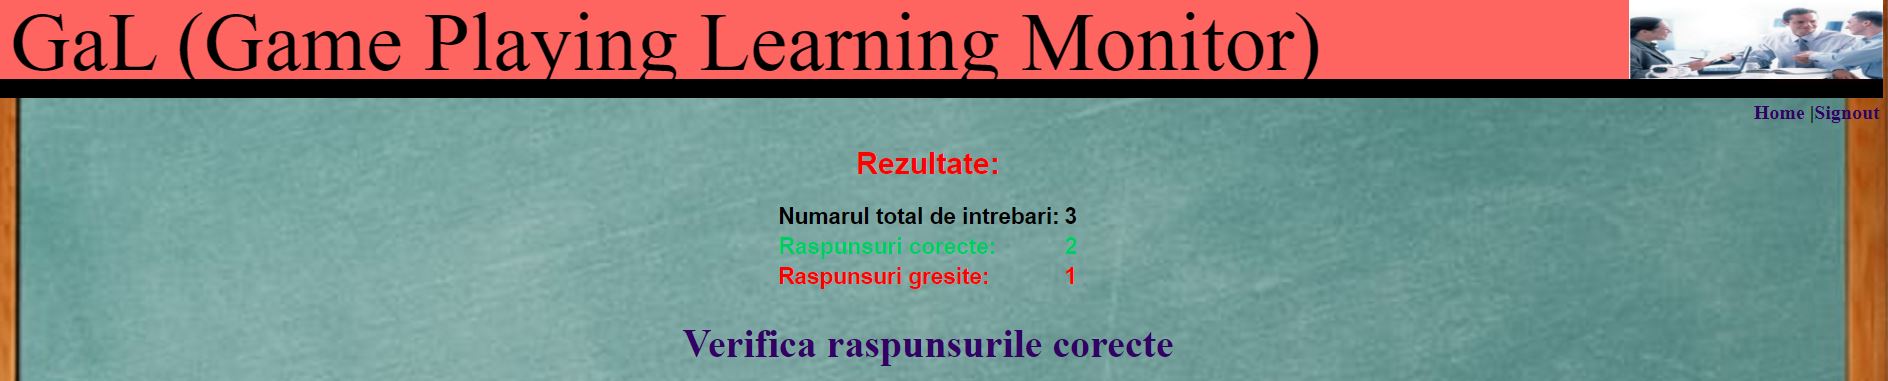 GaL (Game Playing Learning Monitor)
Home |Signout
Rezultate:
Numarul total de intrebari: 3
Raspunsuri corecte: 2
Raspunsuri gresite: 1
Verifica raspunsurile corecte